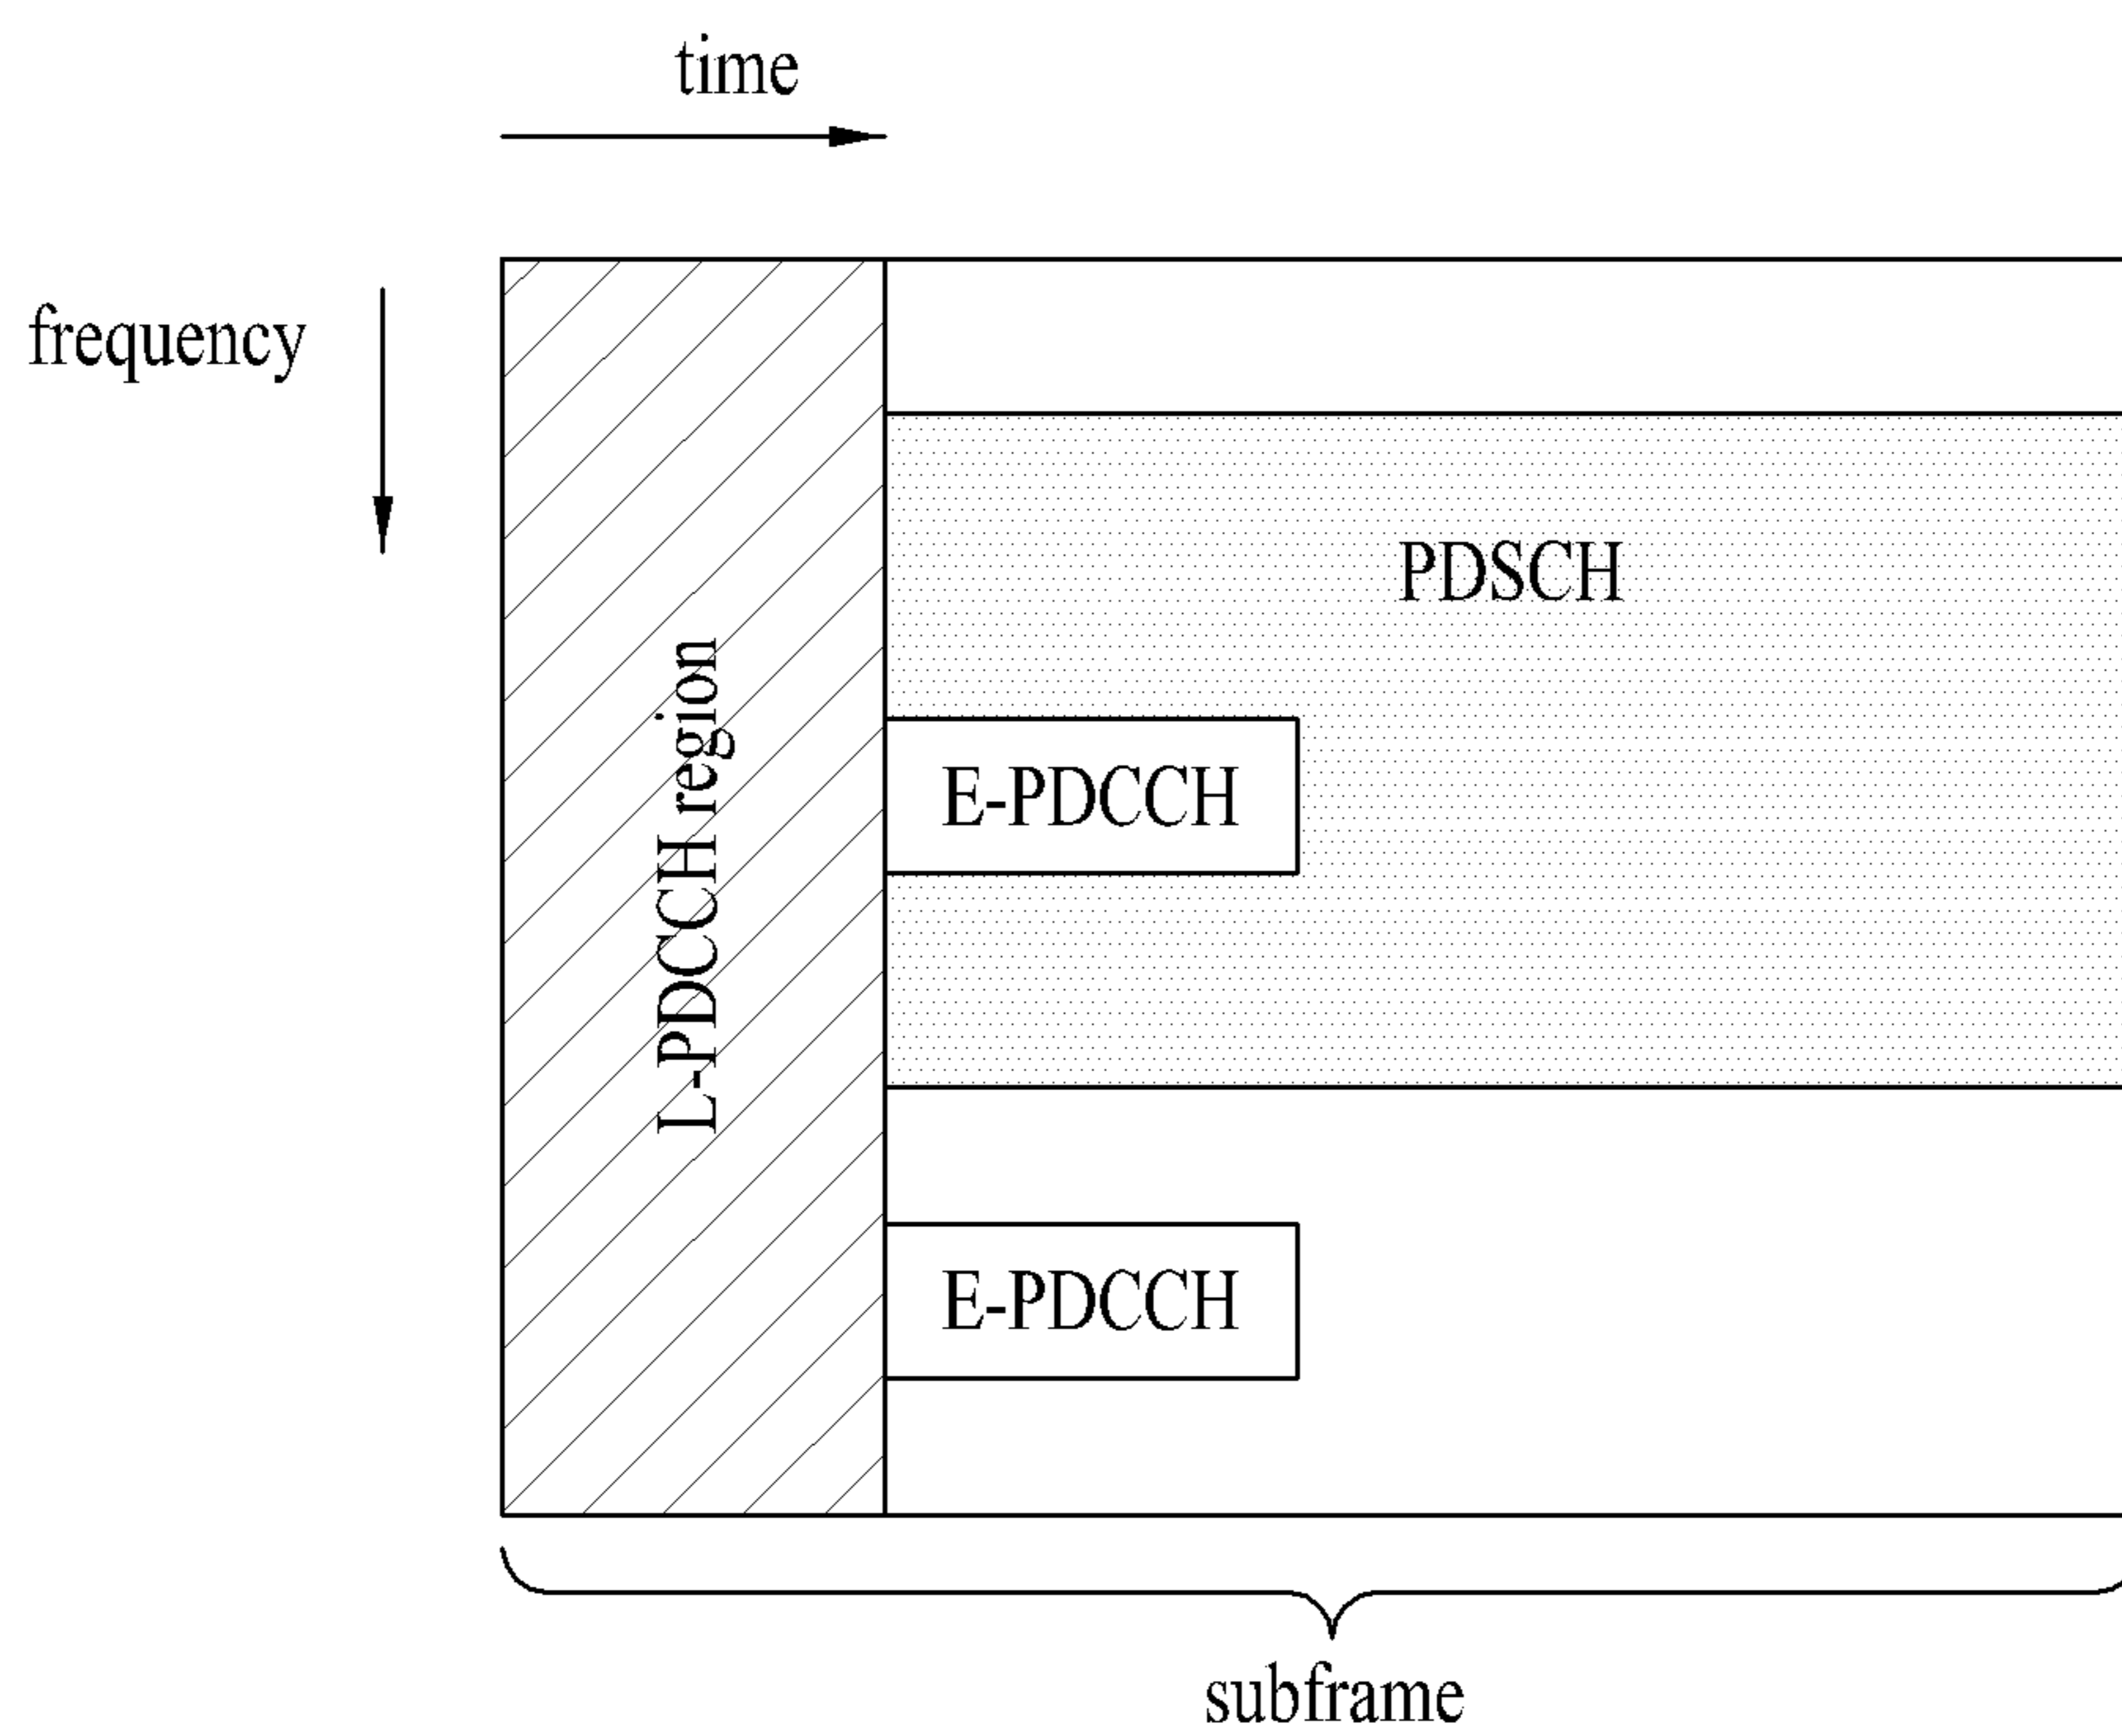 time
frequency
PDSCH
L-PDCCH region
E-PDCCH
E-PDCCH
subframe